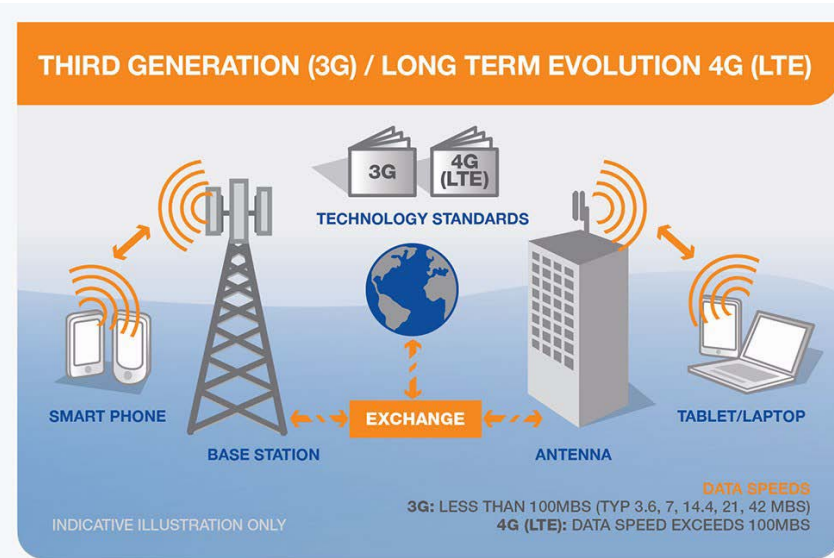 THIRD GENERATION (3G) / LONG TERM EVOLUTION 4G (LTE)
3G
4G
(LTE)
TECHNOLOGY STANDARDS
SMART PHONE
EXCHANGE
TABLET/LAPTOP
BASE STATION
ANTENNA
DATA SPEEDS
3G: LESS THAN 100MBS (TYP 3.6, 7, 14.4, 21, 42 MBS)
4G (LTE): DATA SPEED EXCEEDS 100MBS
INDICATIVE ILLUSTRATION ONLY